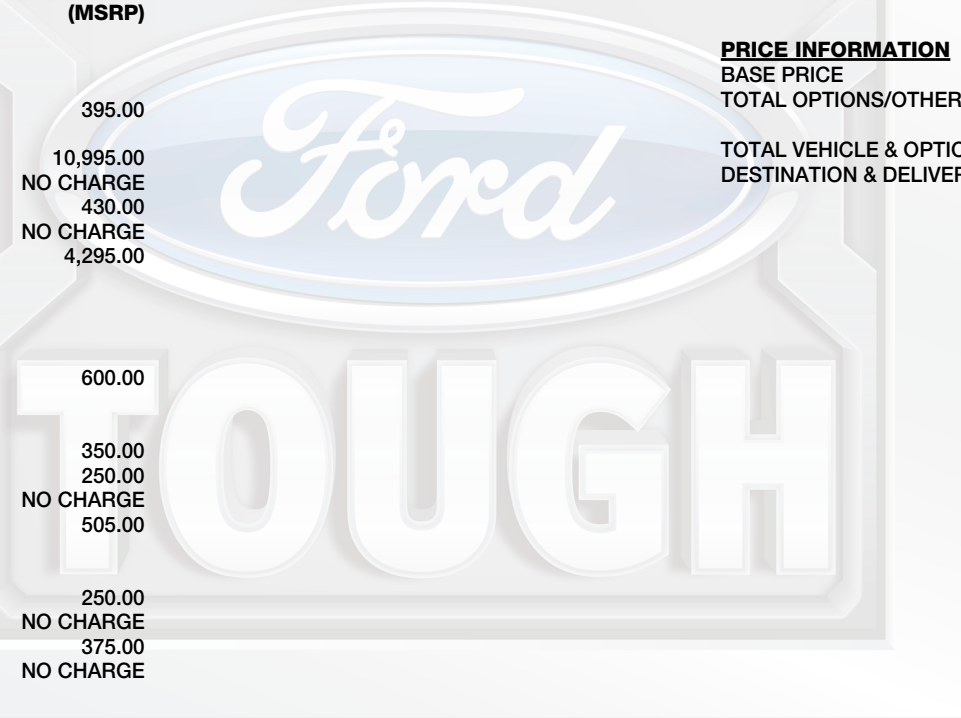 (MSRP)
395.00
10,995.00
NO CHARGE
430.00
NO CHARGE
4,295.00
600.00
350.00
250.00
NO CHARGE
505.00
250.00
NO CHARGE
375.00
NO CHARGE
PRICE INFORMATION
BASE PRICE
TOTAL OPTIONS/OTHER
TOTAL VEHICLE & OPTIO
DESTINATION & DELIVER
Ford
TOUGH